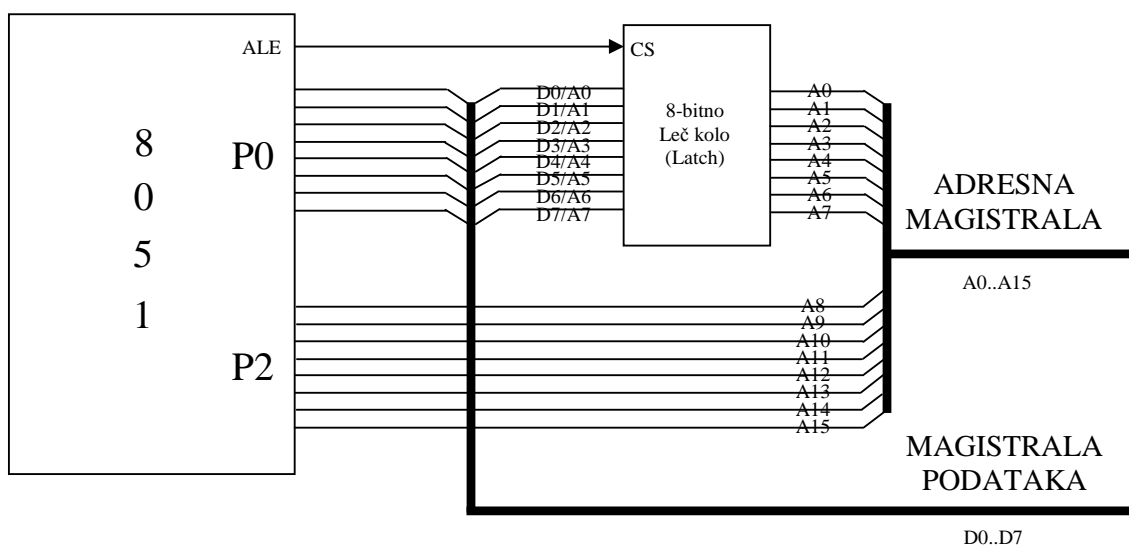 ALE
CS
8
0
5
1
P0
P2
D0/A0
D1/A1
D2/A2
D3/A3
D4/A4
D5/A5
D6/A6
D7/A7
8-bitno
Leč kolo
(Latch)
A0
A1
A2
A3
A4
A5
A6
A7
A8
A9
A10
A11
A12
A13
A14
A15
ADRESNA
MAGISTRALA
A0..A15
MAGISTRALA
PODATAKA
D0..D7